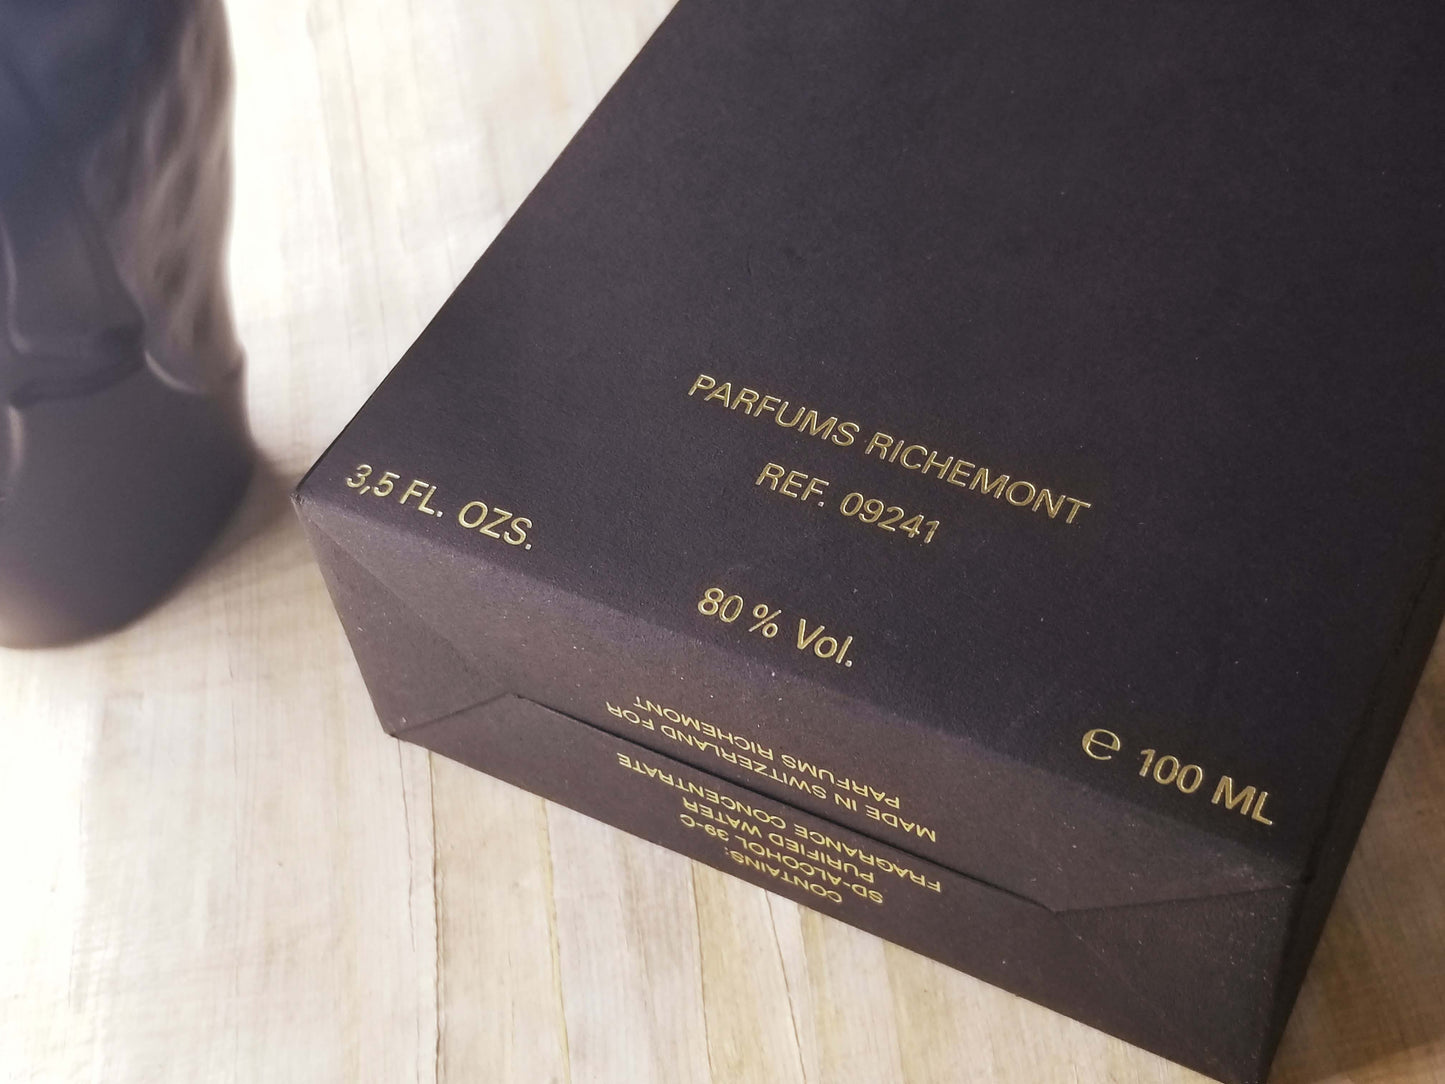 PARFUMS RICHEMONT
REF. 09241
3,5 FL. OZS.
80 % Vol.
e 100 ML
CONTAINS:
SD-ALCOHOL 39-C
PURIFIED WATER
FRAGRANCE CONCENTRATE
MADE IN SWITZERLAND FOR
PARFUMS RICHEMONT